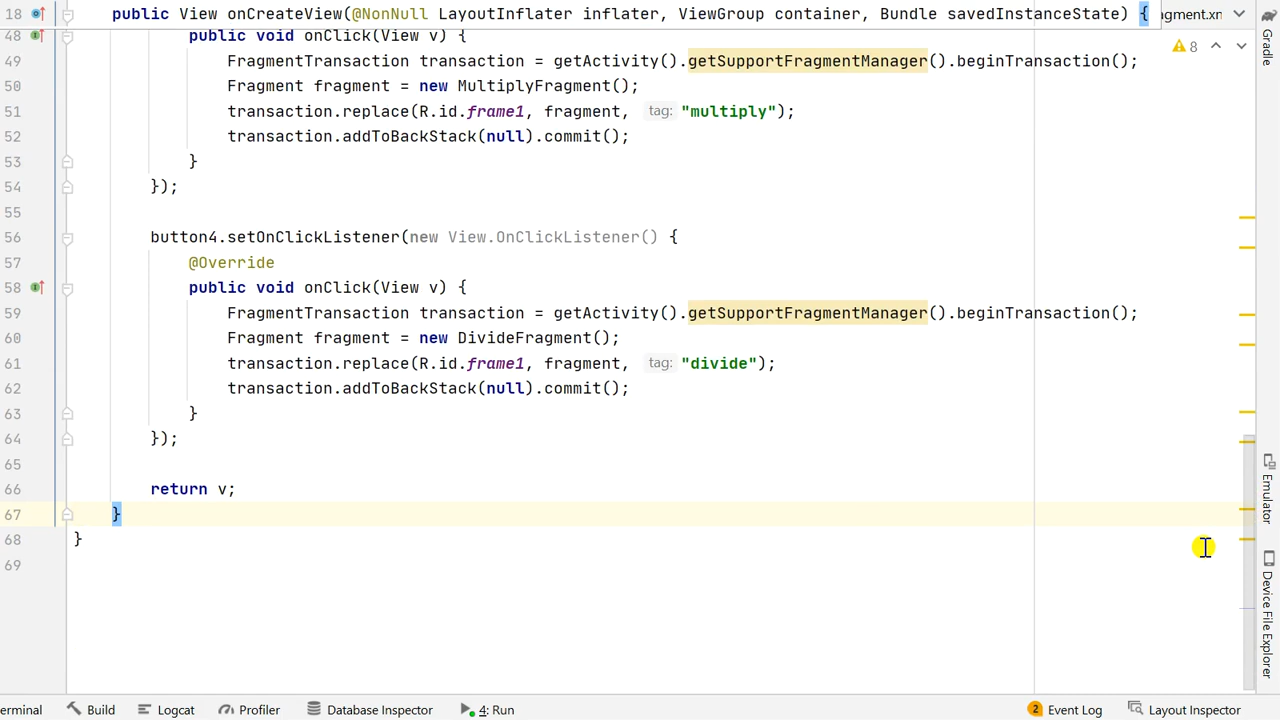 18 public View onCreateView(@NonNull LayoutInflater inflater, ViewGroup container, Bundle savedInstanceState) { gment.xn
48 public void onClick(View v) {
8
49 FragmentTransaction transaction = getActivity().getSupportFragmentManager().beginTransaction();
50 Fragment fragment = new MultiplyFragment();
51 transaction.replace(R.id.frame1, fragment, tag: "multiply");
52 transaction.addToBackStack(null).commit();
53 }
54 });
55
56 button4.setOnClickListener(new View.OnClickListener() {
57 @Override
58 public void onClick(View v) {
59 FragmentTransaction transaction = getActivity().getSupportFragmentManager().beginTransaction();
60 Fragment fragment = new DivideFragment();
61 transaction.replace(R.id.frame1, fragment, tag: "divide");
62 transaction.addToBackStack(null).commit();
63 }
64 });
65
66 return v;
67 }
68 }
69
Gradle
Emulator
Device File Explorer
erminal Build Logcat Profiler Database Inspector 4: Run 2 Event Log Layout Inspector